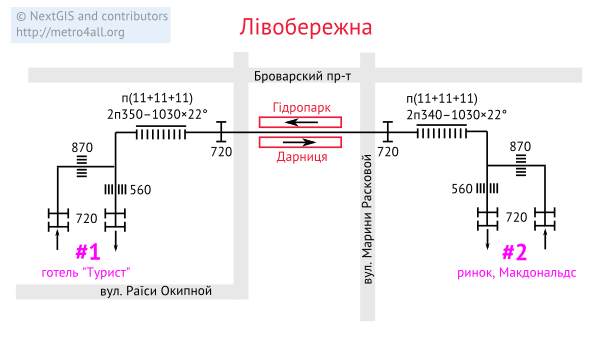 © NextGIS and contributors
http://metro4all.org
Лівобережна
Броварский пр-т
п(11+11+11)
2п350–1030×22°
Гідропарк
п(11+11+11)
2п340–1030×22°
870
720
Дарниця
720
870
560
560
720
720
#1
готель "Турист"
вул. Марини Расковой
#2
ринок, Макдональдс
вул. Раїси Окипной